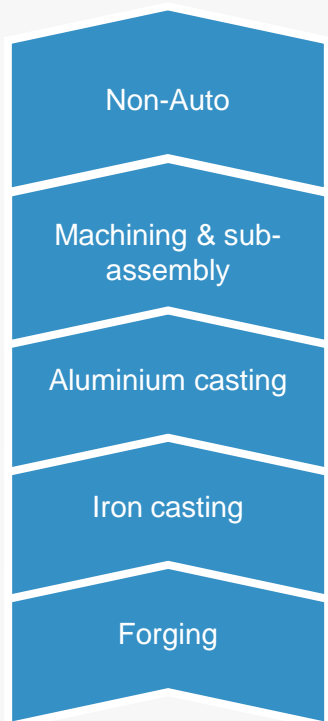 Non-Auto
Machining & sub-
assembly
Aluminium casting
Iron casting
Forging